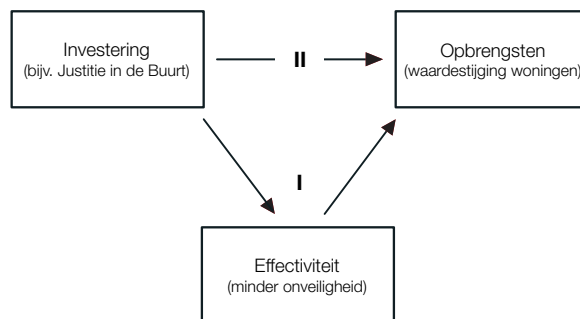 Investering
(bijv. Justitie in de Buurt)
II
Opbrengsten
(waardestijging woningen)
I
Effectiviteit
(minder onveiligheid)